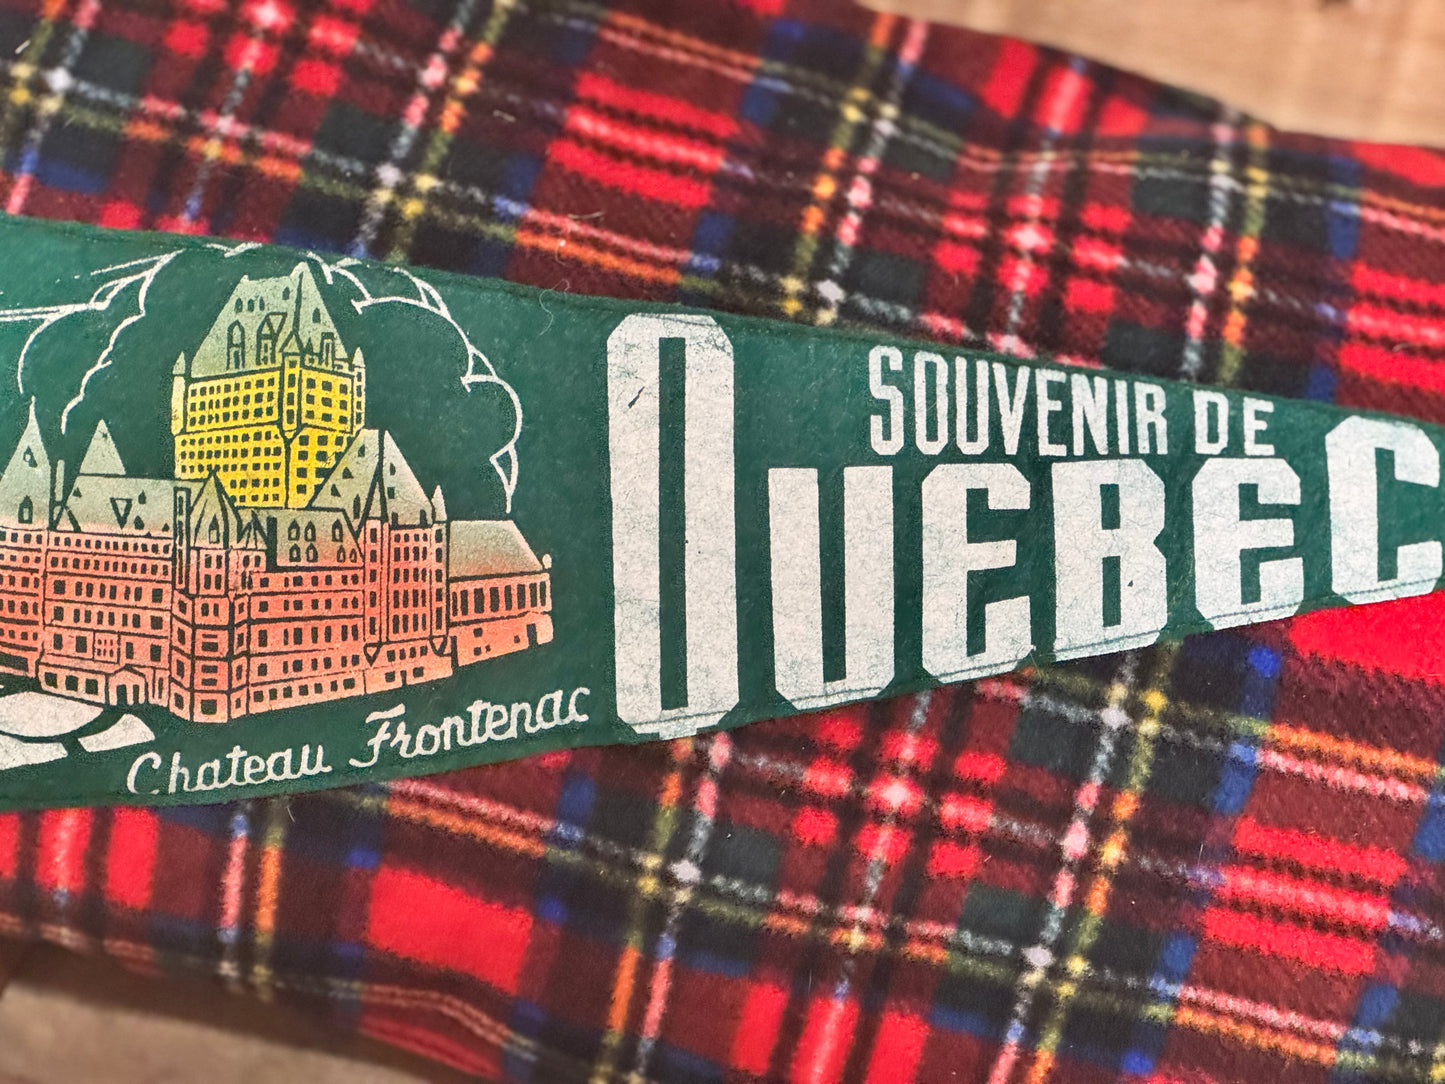 SOUVENIR DE
QUEBEC
Chateau Frontenac